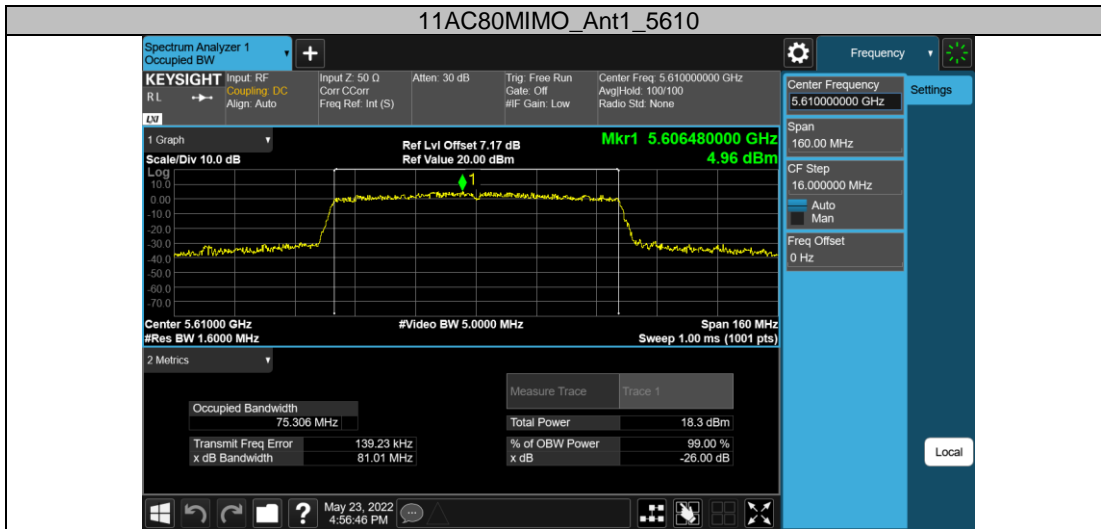 11AC80MIMO_Ant1_5610
Spectrum Analyzer 1
Occupied BW
+
Frequency
KEYSIGHT
RL
LXI
Input: RF
Coupling: DC
Align: Auto
Input Z: 50 Ω
Corr CCorr
Freq Ref: Int (S)
Atten: 30 dB
Trig: Free Run
Gate: Off
#IF Gain: Low
Center Freq: 5.610000000 GHz
Avg|Hold: 100/100
Radio Std: None
Center Frequency
5.610000000 GHz
Settings
Span
160.00 MHz
CF Step
16.000000 MHz
Auto
Man
Freq Offset
0 Hz
1 Graph
Scale/Div 10.0 dB
Ref Lvl Offset 7.17 dB
Ref Value 20.00 dBm
Mkr1 5.606480000 GHz
4.96 dBm
Log
10.0
0.00
-10.0
-20.0
-30.0
-40.0
-50.0
-60.0
-70.0
1
Center 5.61000 GHz
#Res BW 1.6000 MHz
#Video BW 5.0000 MHz
Span 160 MHz
Sweep 1.00 ms (1001 pts)
2 Metrics
Measure Trace
Trace 1
Occupied Bandwidth
75.306 MHz
Total Power 18.3 dBm
Transmit Freq Error 139.23 kHz
% of OBW Power 99.00 %
x dB Bandwidth 81.01 MHz
x dB -26.00 dB
Local
?
May 23, 2022
4:56:46 PM